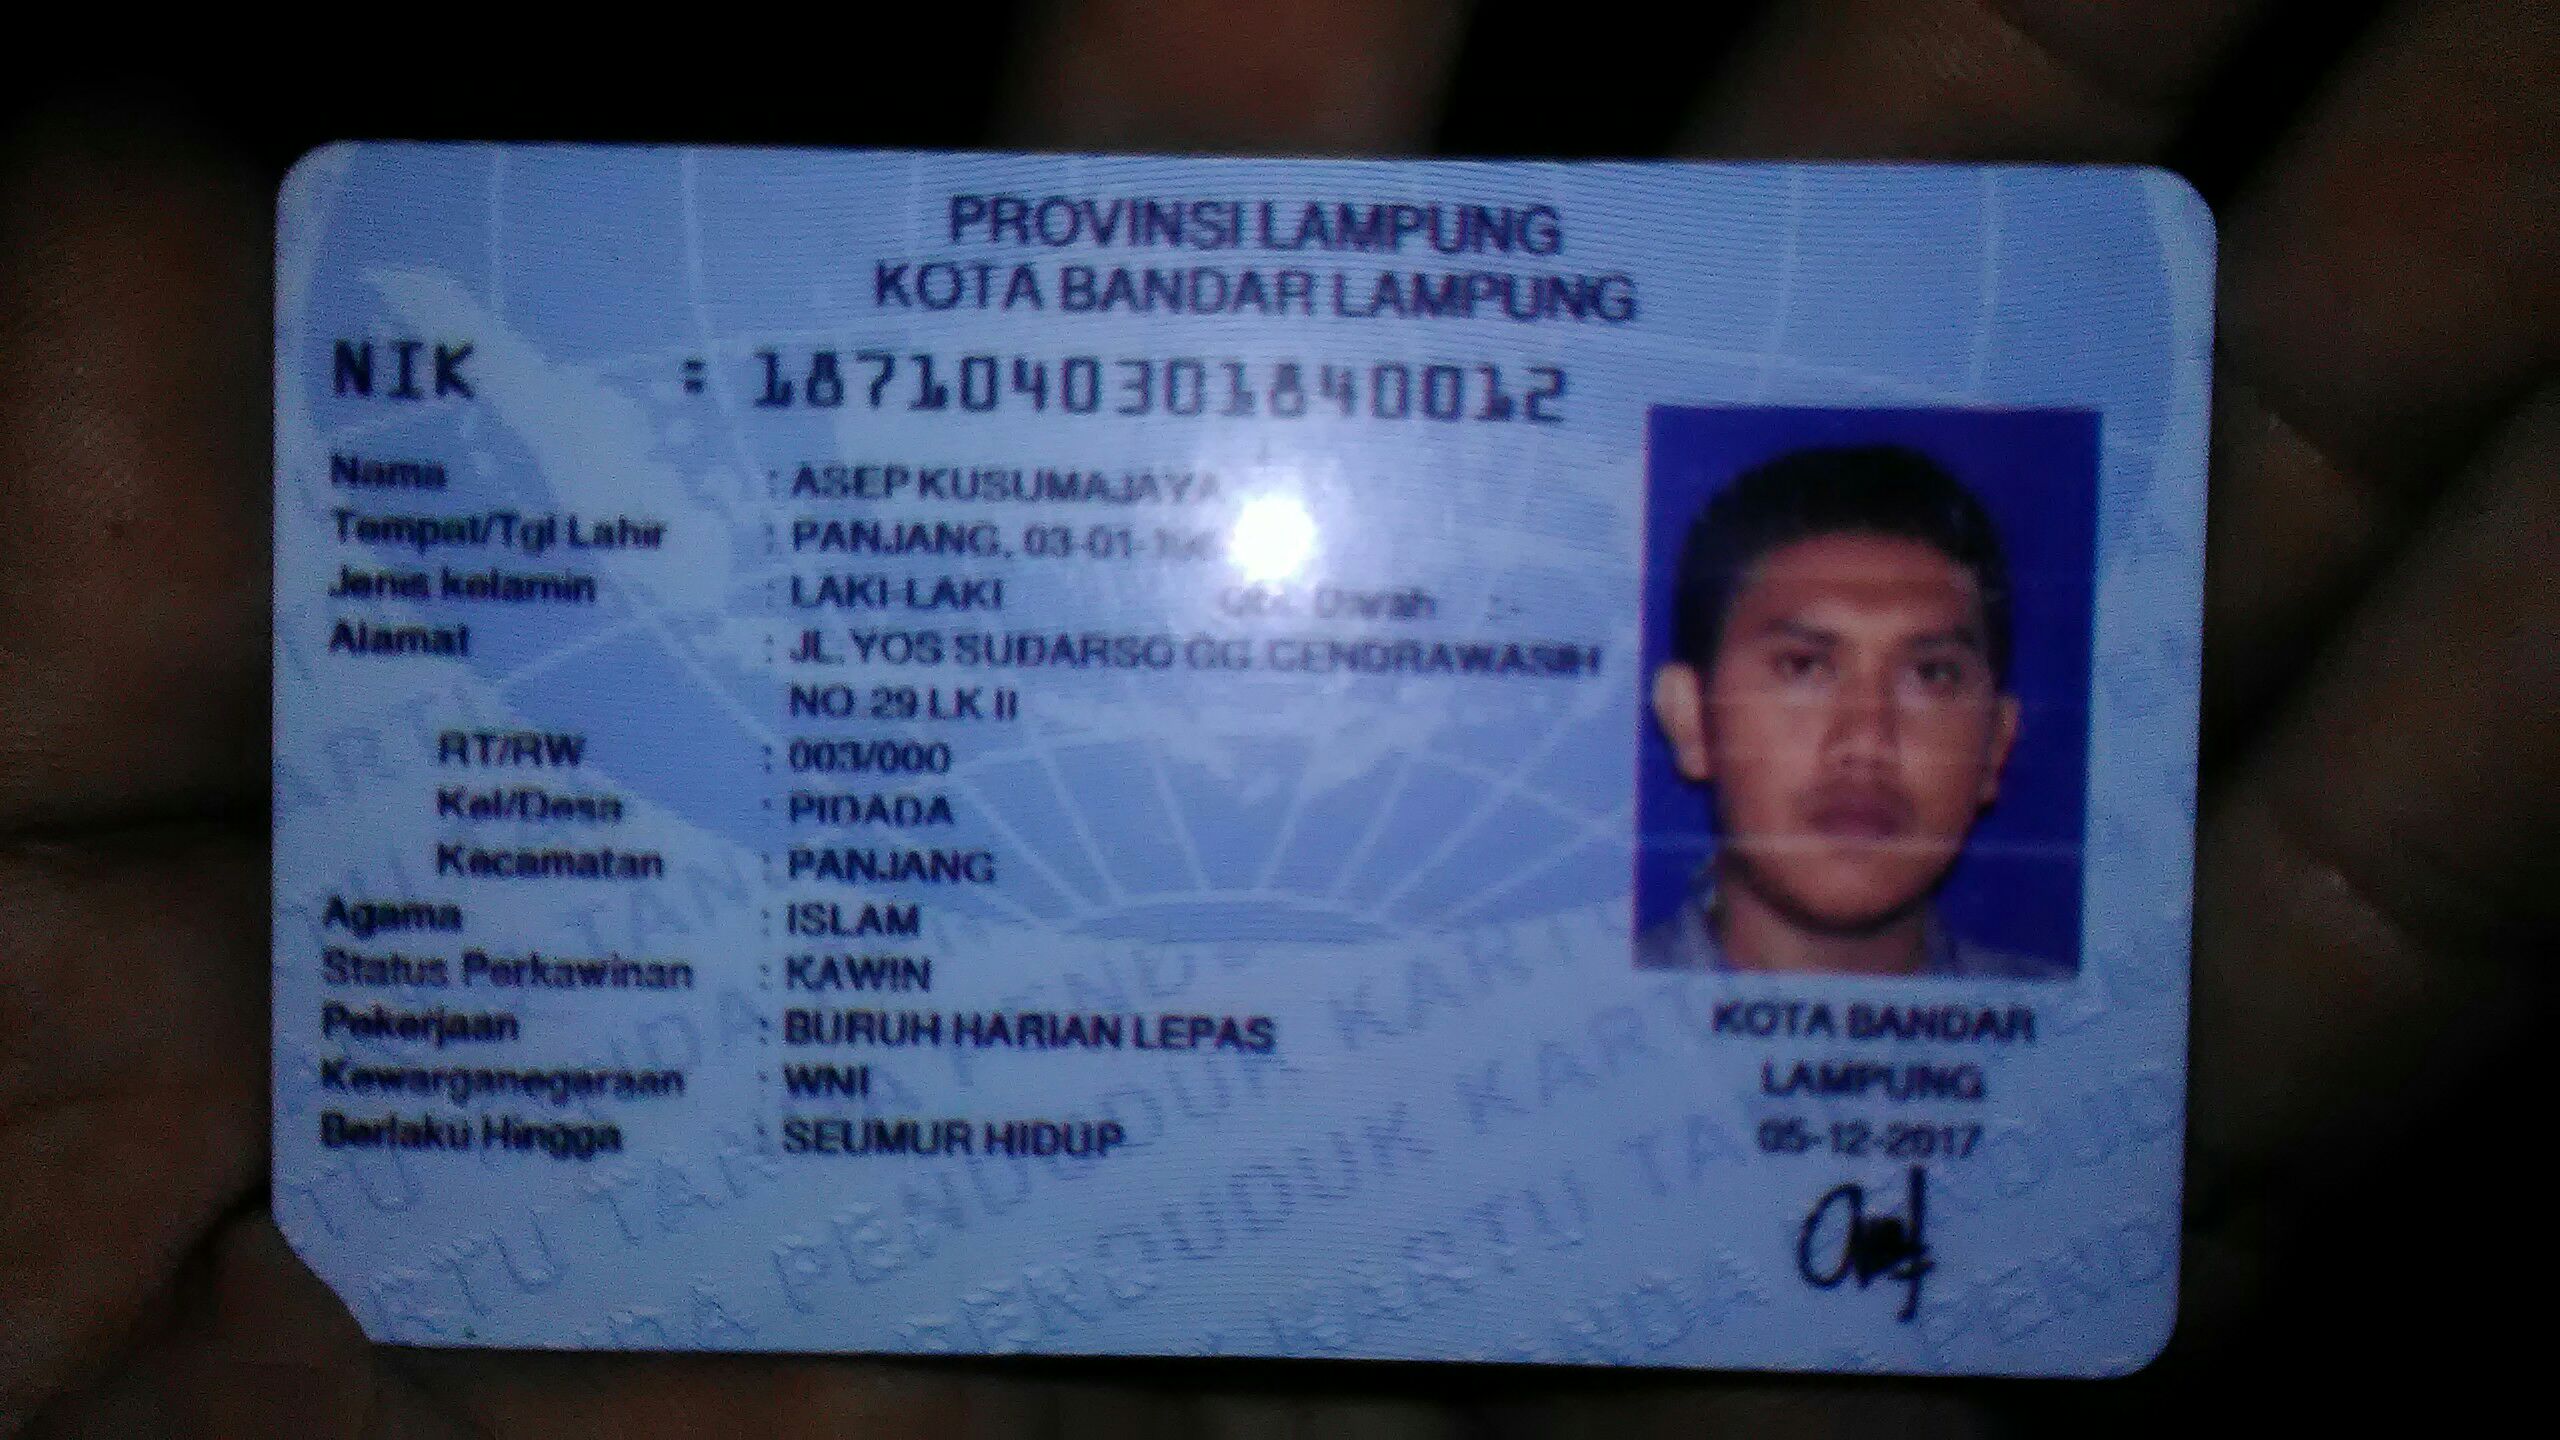 PROVINSI LAMPUNG
KOTA BANDAR LAMPUNG
NIK : 1871040301840012
Nama : ASEP KUSUMAJAYA
Tempat/Tgl Lahir : PANJANG, 03-01-
Jenis kelamin : LAKI-LAKI Gol. Darah : -
Alamat : JL. YOS SUDARSO GG.CENDRAWASIH
NO. 29 LK II
RT/RW : 003/000
Kel/Desa : PIDADA
Kecamatan : PANJANG
Agama : ISLAM
Status Perkawinan : KAWIN
Pekerjaan : BURUH HARIAN LEPAS
Kewarganegaraan : WNI
Berlaku Hingga : SEUMUR HIDUP
KOTA BANDAR
LAMPUNG
05-12-2017